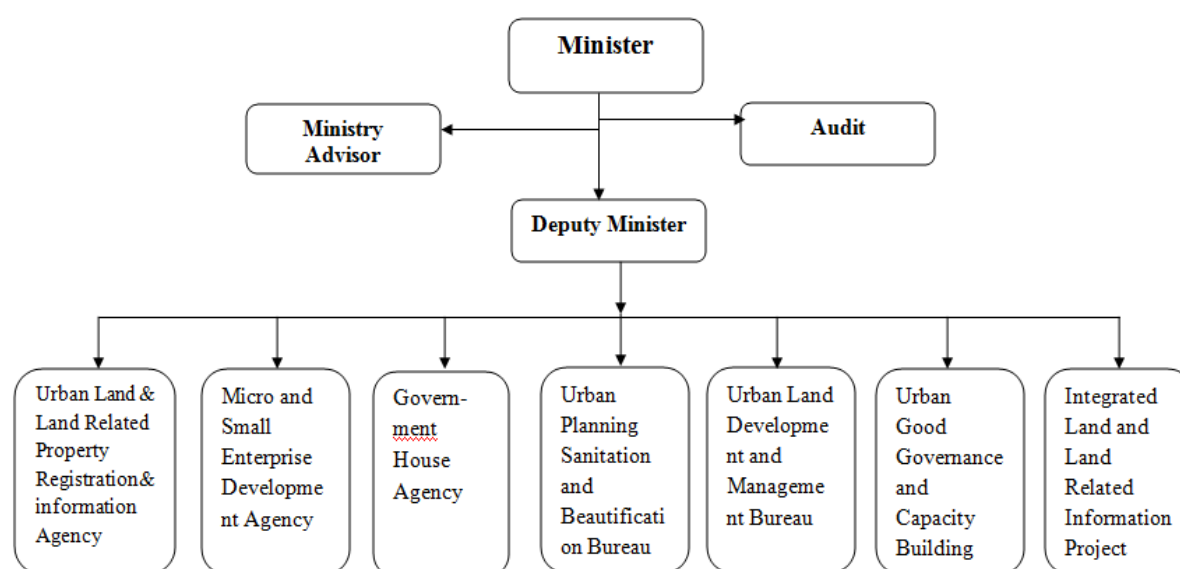 Minister
Ministry
Advisor
Audit
Deputy Minister
Urban Land &
Land Related
Property
Registration&
information
Agency
Micro and
Small
Enterprise
Developme
nt Agency
Govern-
ment
House
Agency
Urban
Planning
Sanitation
and
Beautificati
on Bureau
Urban Land
Developme
nt and
Manageme
nt Bureau
Urban
Good
Governance
and
Capacity
Building
Integrated
Land and
Land
Related
Information
Project